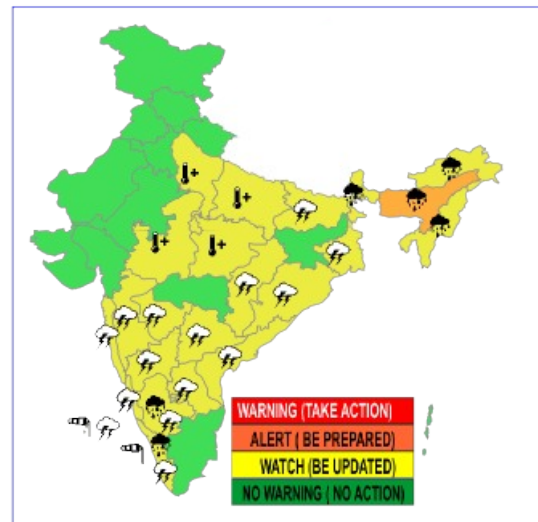 WARNING (TAKE ACTION)
ALERT ( BE PREPARED)
WATCH (BE UPDATED)
NO WARNING ( NO ACTION)